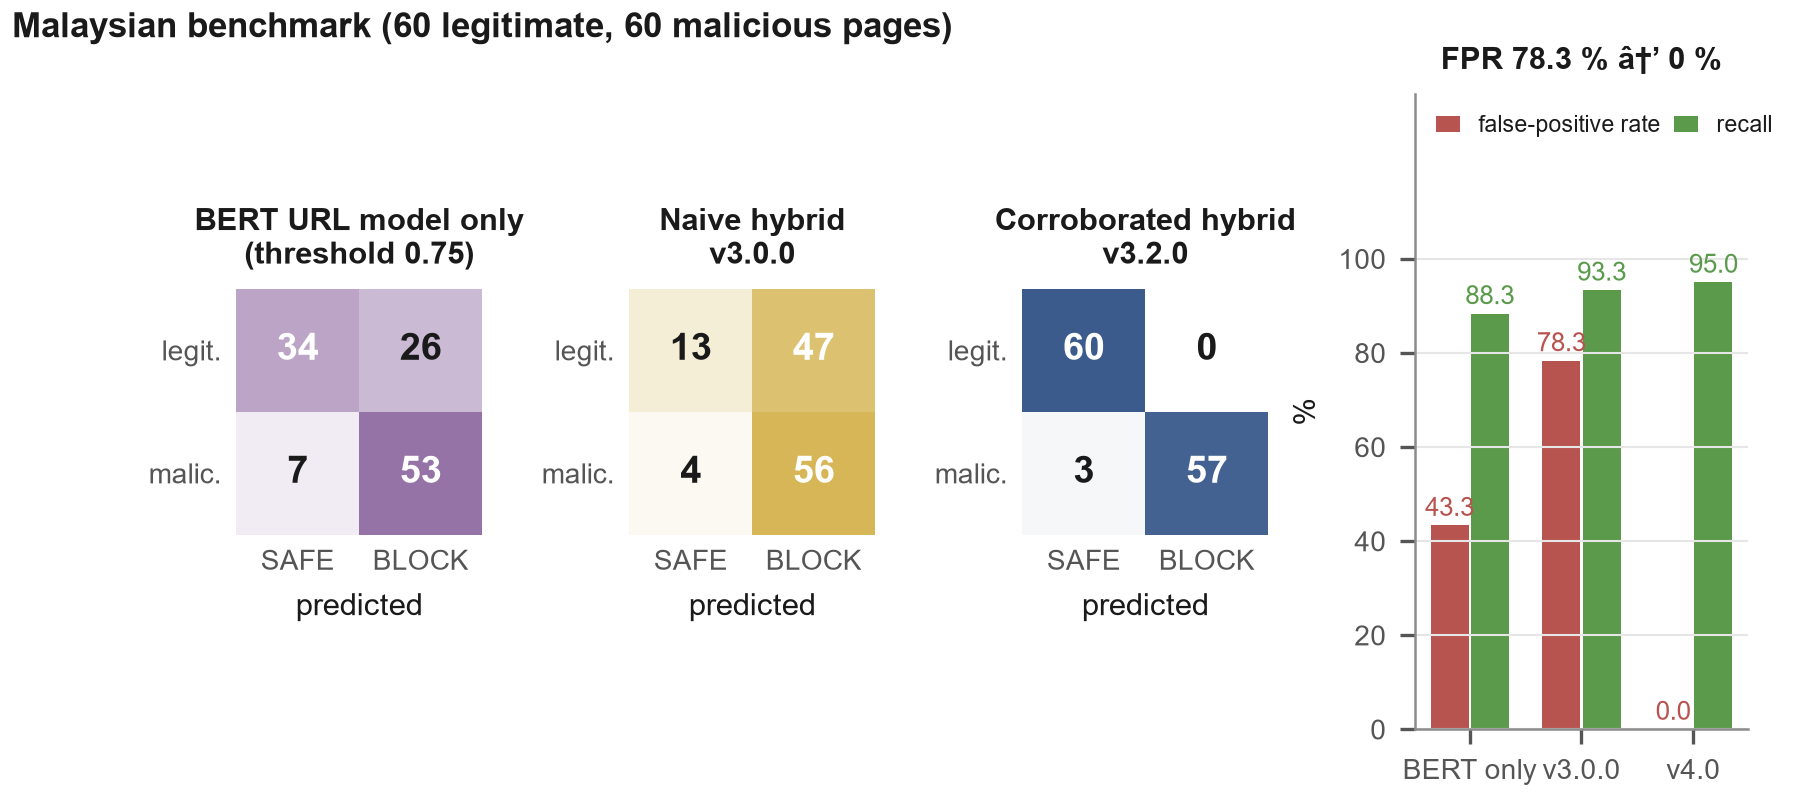 Malaysian benchmark (60 legitimate, 60 malicious pages)
BERT URL model only
(threshold 0.75)
legit.
34
26
malic.
7
53
SAFE
BLOCK
predicted
Naive hybrid
v3.0.0
legit.
13
47
malic.
4
56
SAFE
BLOCK
predicted
Corroborated hybrid
v3.2.0
legit.
60
0
malic.
3
57
SAFE
BLOCK
predicted
FPR 78.3 % â†’ 0 %
false-positive rate
recall
%
100
80
60
40
20
0
43.3
88.3
78.3
93.3
0.0
95.0
BERT only
v3.0.0
v4.0